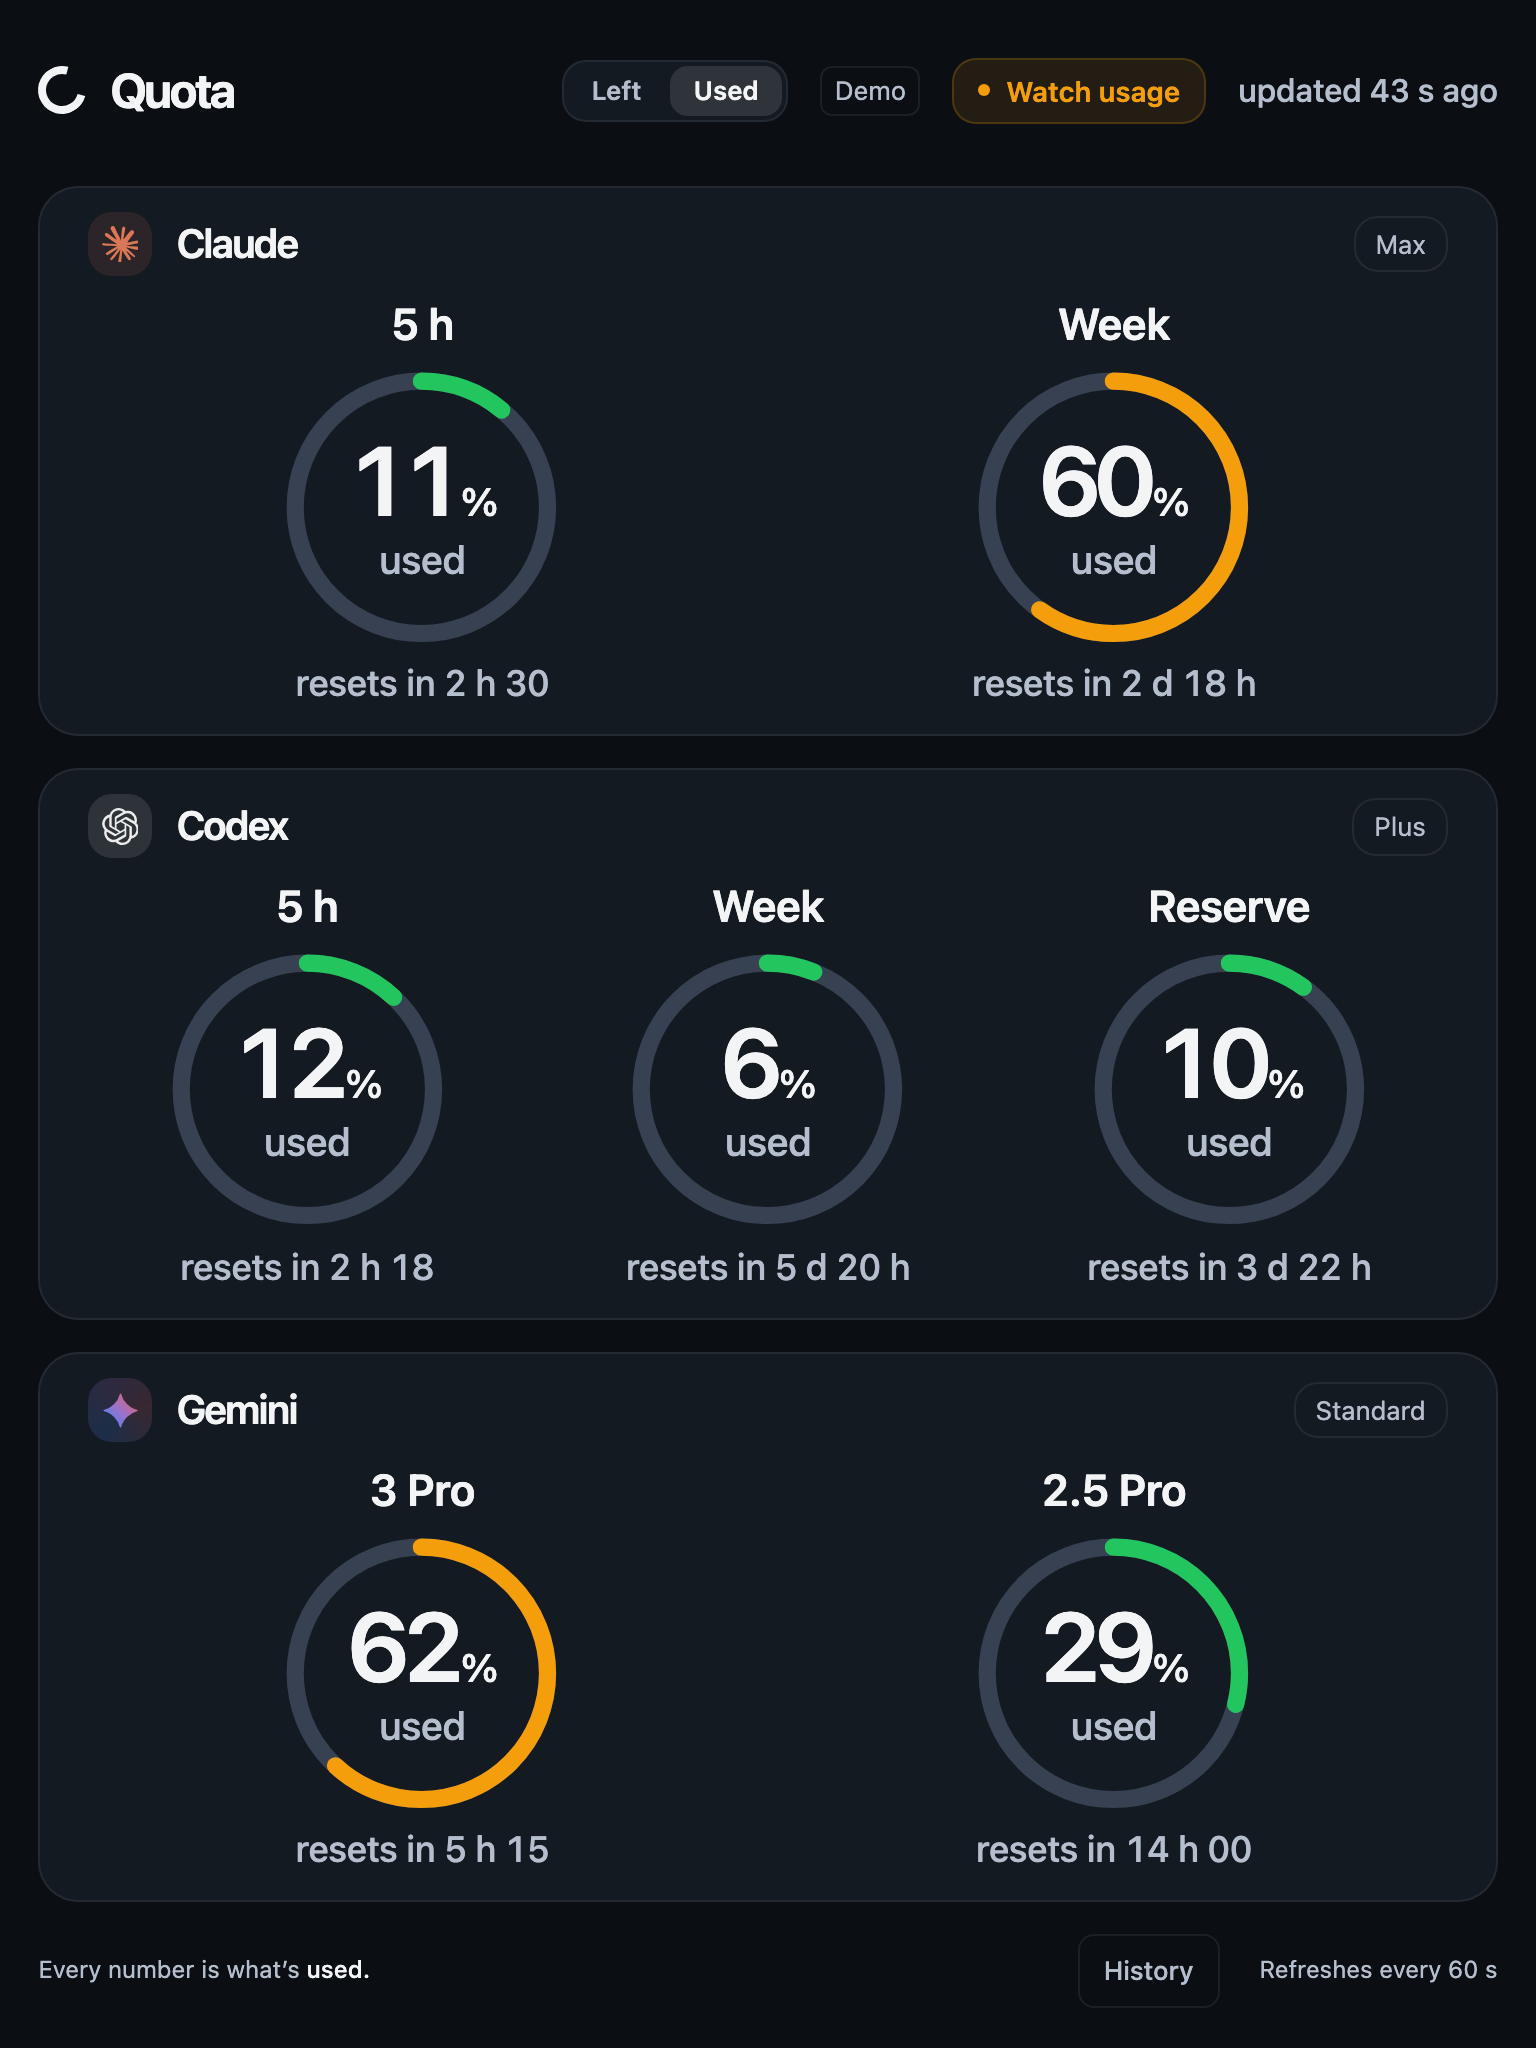 Quota
Left Used Demo Watch usage updated 43 s ago
Claude Max
5 h
11%
used
resets in 2 h 30
Week
60%
used
resets in 2 d 18 h
Codex Plus
5 h
12%
used
resets in 2 h 18
Week
6%
used
resets in 5 d 20 h
Reserve
10%
used
resets in 3 d 22 h
Gemini Standard
3 Pro
62%
used
resets in 5 h 15
2.5 Pro
29%
used
resets in 14 h 00
Every number is what’s used.
History
Refreshes every 60 s